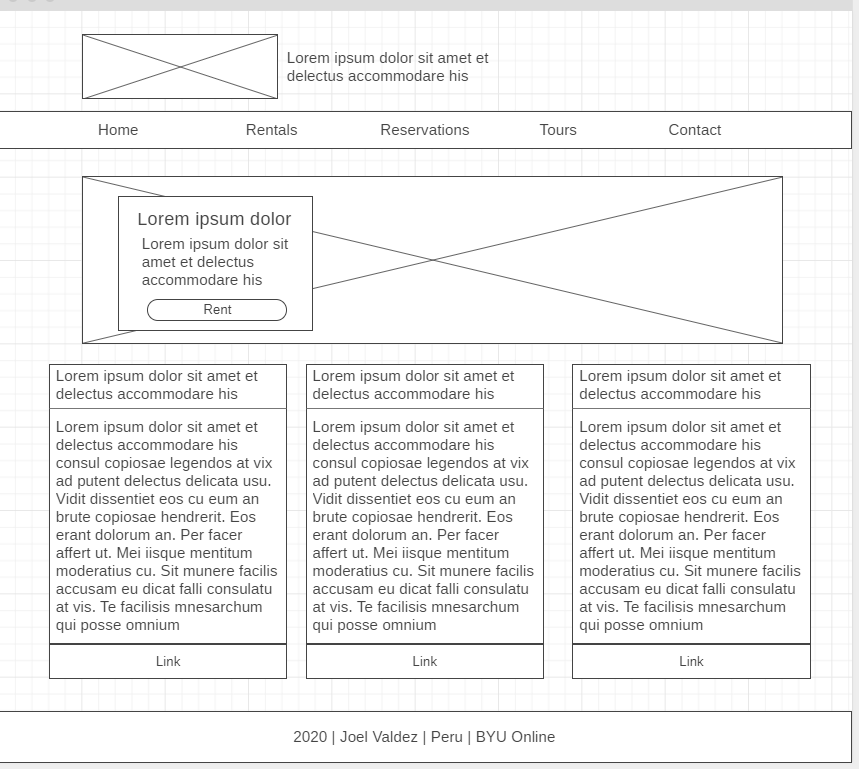 Lorem ipsum dolor sit amet et
delectus accommodare his
Home Rentals Reservations Tours Contact
Lorem ipsum dolor
Lorem ipsum dolor sit
amet et delectus
accommodare his
Rent
Lorem ipsum dolor sit amet et
delectus accommodare his
Lorem ipsum dolor sit amet et
delectus accommodare his
consul copiosae legendos at vix
ad putent delectus delicata usu.
Vidit dissentiet eos cu eum an
brute copiosae hendrerit. Eos
erant dolorum an. Per facer
affert ut. Mei iisque mentitum
moderatius cu. Sit munere facilis
accusam eu dicat falli consulatu
at vis. Te facilisis mnesarchum
qui posse omnium
Link
Lorem ipsum dolor sit amet et
delectus accommodare his
Lorem ipsum dolor sit amet et
delectus accommodare his
consul copiosae legendos at vix
ad putent delectus delicata usu.
Vidit dissentiet eos cu eum an
brute copiosae hendrerit. Eos
erant dolorum an. Per facer
affert ut. Mei iisque mentitum
moderatius cu. Sit munere facilis
accusam eu dicat falli consulatu
at vis. Te facilisis mnesarchum
qui posse omnium
Link
Lorem ipsum dolor sit amet et
delectus accommodare his
Lorem ipsum dolor sit amet et
delectus accommodare his
consul copiosae legendos at vix
ad putent delectus delicata usu.
Vidit dissentiet eos cu eum an
brute copiosae hendrerit. Eos
erant dolorum an. Per facer
affert ut. Mei iisque mentitum
moderatius cu. Sit munere facilis
accusam eu dicat falli consulatu
at vis. Te facilisis mnesarchum
qui posse omnium
Link
2020 | Joel Valdez | Peru | BYU Online